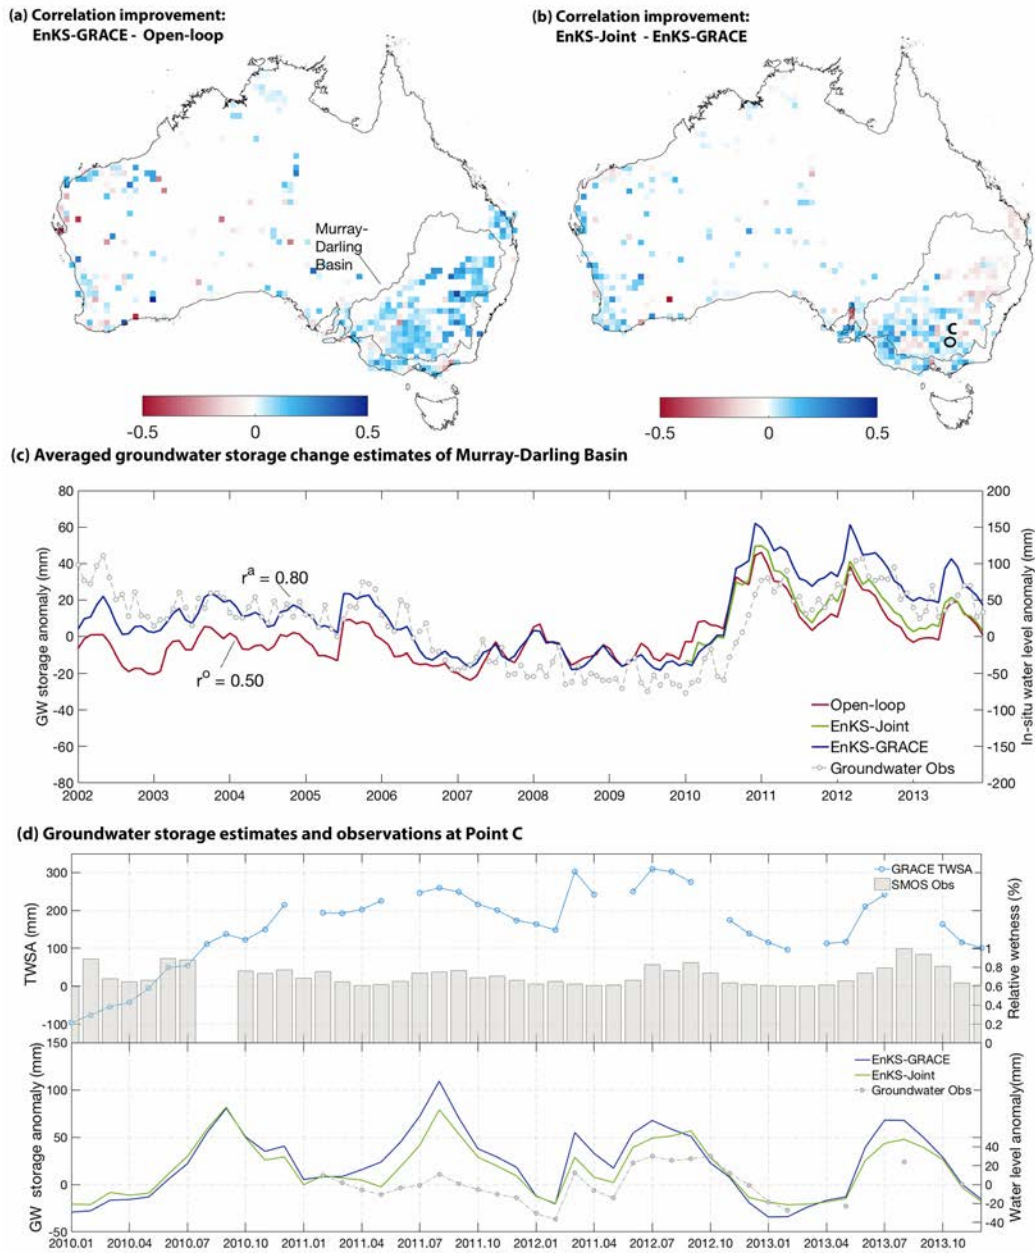 (a) Correlation improvement:
EnKS-GRACE - Open-loop
(b) Correlation improvement:
EnKS-Joint - EnKS-GRACE
Murray-
Darling
Basin
C
-0.5 0 0.5
-0.5 0 0.5
(c) Averaged groundwater storage change estimates of Murray-Darling Basin
GW storage anomaly (mm)
80
60
40
20
0
-20
-40
-60
-80
r^a = 0.80
r^o = 0.50
Open-loop
EnKS-Joint
EnKS-GRACE
Groundwater Obs
200
150
100
50
0
-50
-100
-150
-200
In-situ water level anomaly (mm)
2002 2003 2004 2005 2006 2007 2008 2009 2010 2011 2012 2013
(d) Groundwater storage estimates and observations at Point C
TWSA (mm)
300
200
100
0
-100
GRACE TWSA
SMOS Obs
1
0.8
0.6
0.4
0.2
0
Relative wetness (%)
GW storage anomaly (mm)
150
100
50
0
-50
EnKS-GRACE
EnKS-Joint
Groundwater Obs
40
20
0
-20
-40
Water level anomaly(mm)
2010.01 2010.04 2010.07 2010.10 2011.01 2011.04 2011.07 2011.10 2012.01 2012.04 2012.07 2012.10 2013.01 2013.04 2013.07 2013.10